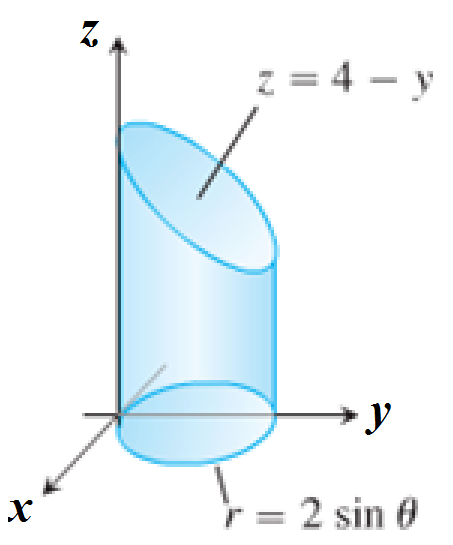 z
z = 4 − y
y
x
r = 2 sin θ